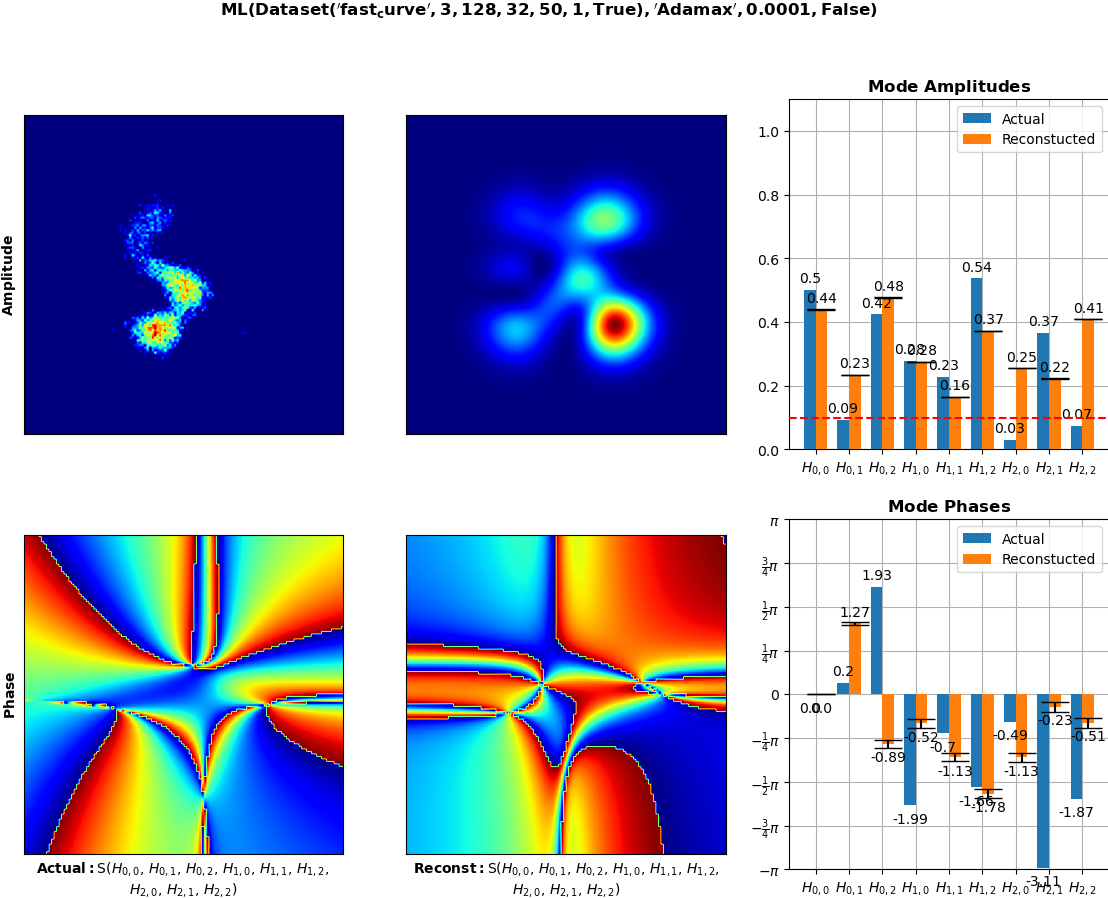 ML(Dataset('fast_curve', 3, 128, 32, 50, 1, True), 'Adamax', 0.0001, False)
Amplitude
Mode Amplitudes
Actual
Reconstucted
1.0
0.8
0.6
0.4
0.2
0.0
0.5
0.44
0.09
0.23
0.42
0.48
0.28
0.28
0.23
0.16
0.54
0.37
0.03
0.25
0.37
0.22
0.07
0.41
H0,0 H0,1 H0,2 H1,0 H1,1 H1,2 H2,0 H2,1 H2,2
Phase
Actual: S(H0,0, H0,1, H0,2, H1,0, H1,1, H1,2,
H2,0, H2,1, H2,2)
Reconst: S(H0,0, H0,1, H0,2, H1,0, H1,1, H1,2,
H2,0, H2,1, H2,2)
Mode Phases
Actual
Reconstucted
π
3/4π
1/2π
1/4π
0
−1/4π
−1/2π
−3/4π
−π
0.0
0.0
0.2
1.27
1.93
-0.89
-1.99
-0.52
-0.7
-1.13
-1.66
-1.78
-0.49
-1.13
-3.11
-0.23
-1.87
-0.51
H0,0 H0,1 H0,2 H1,0 H1,1 H1,2 H2,0 H2,1 H2,2